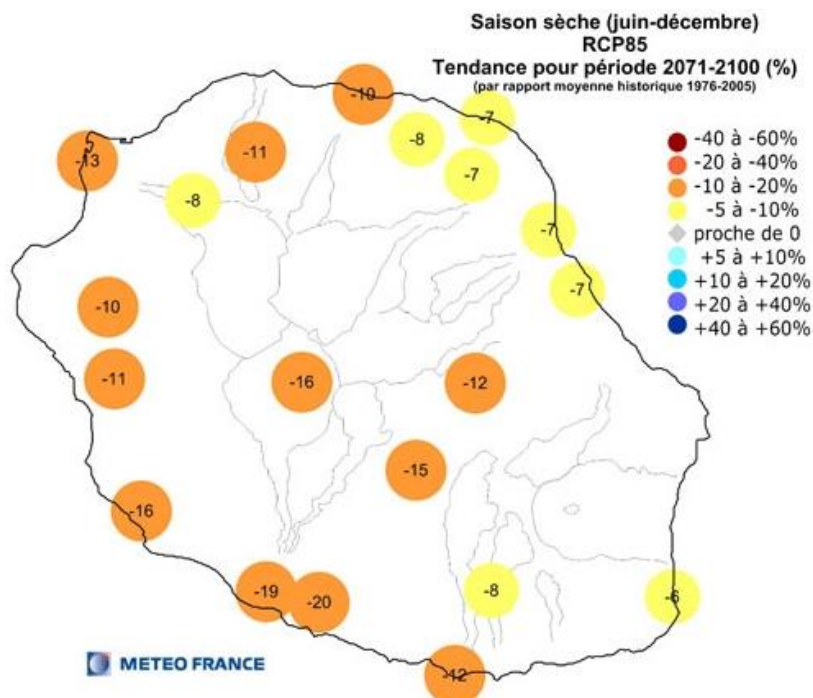 Saison sèche (juin-décembre)
RCP85
Tendance pour période 2071-2100 (%)
(par rapport moyenne historique 1976-2005)
-40 à -60%
-20 à -40%
-10 à -20%
-5 à -10%
proche de 0
+5 à +10%
+10 à +20%
+20 à +40%
+40 à +60%
-10
-7
-8
-11
-13
-7
-8
-7
-7
-10
-11
-16
-12
-15
-16
-19
-20
-8
-6
-12
METEO FRANCE